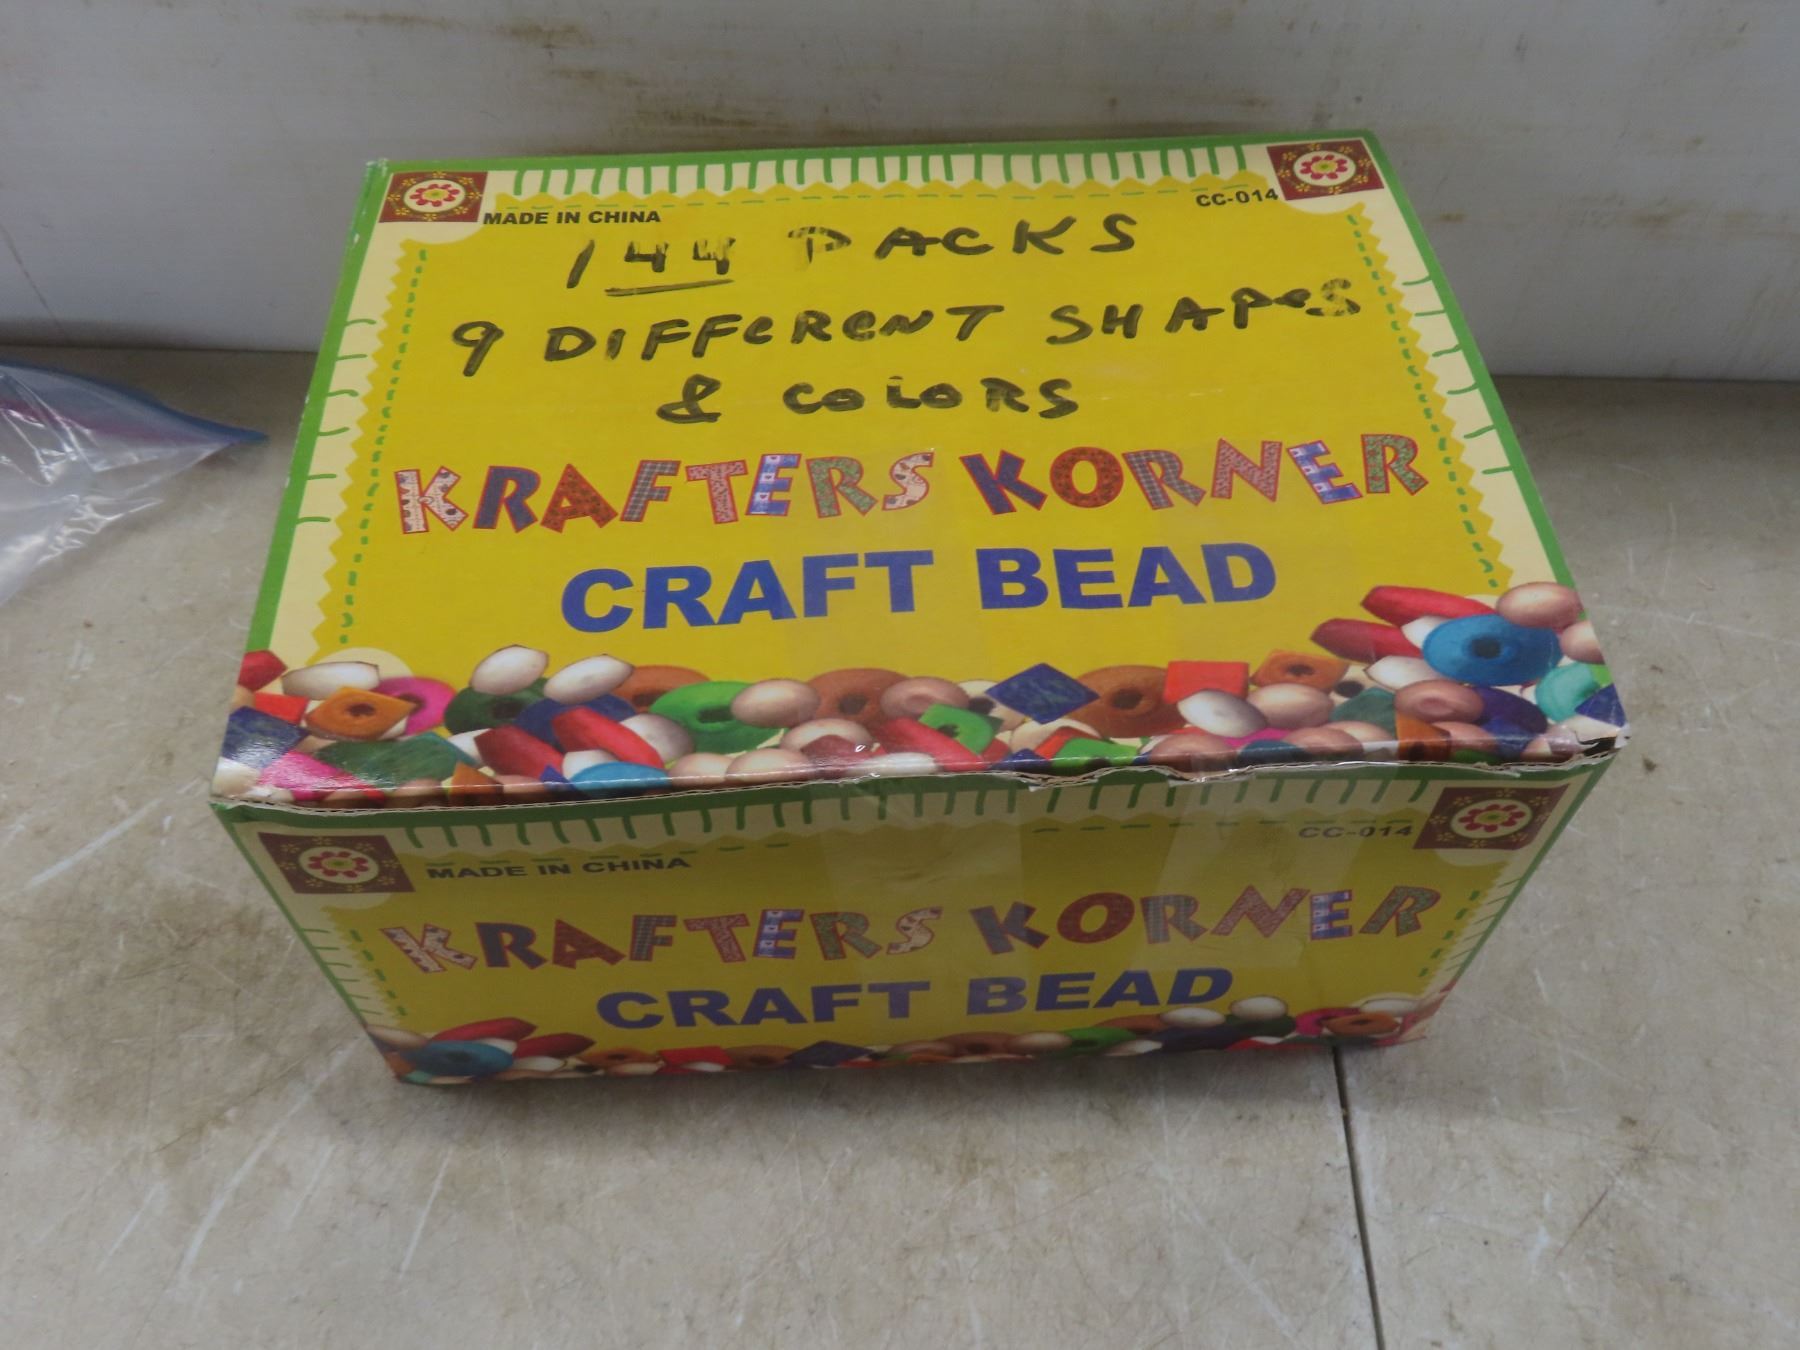 MADE IN CHINA
CC-014
144 PACKS
9 DIFFERENT SHAPES
& COLORS
KRAFTERS KORNER
CRAFT BEAD
MADE IN CHINA
CC-014
KRAFTERS KORNER
CRAFT BEAD